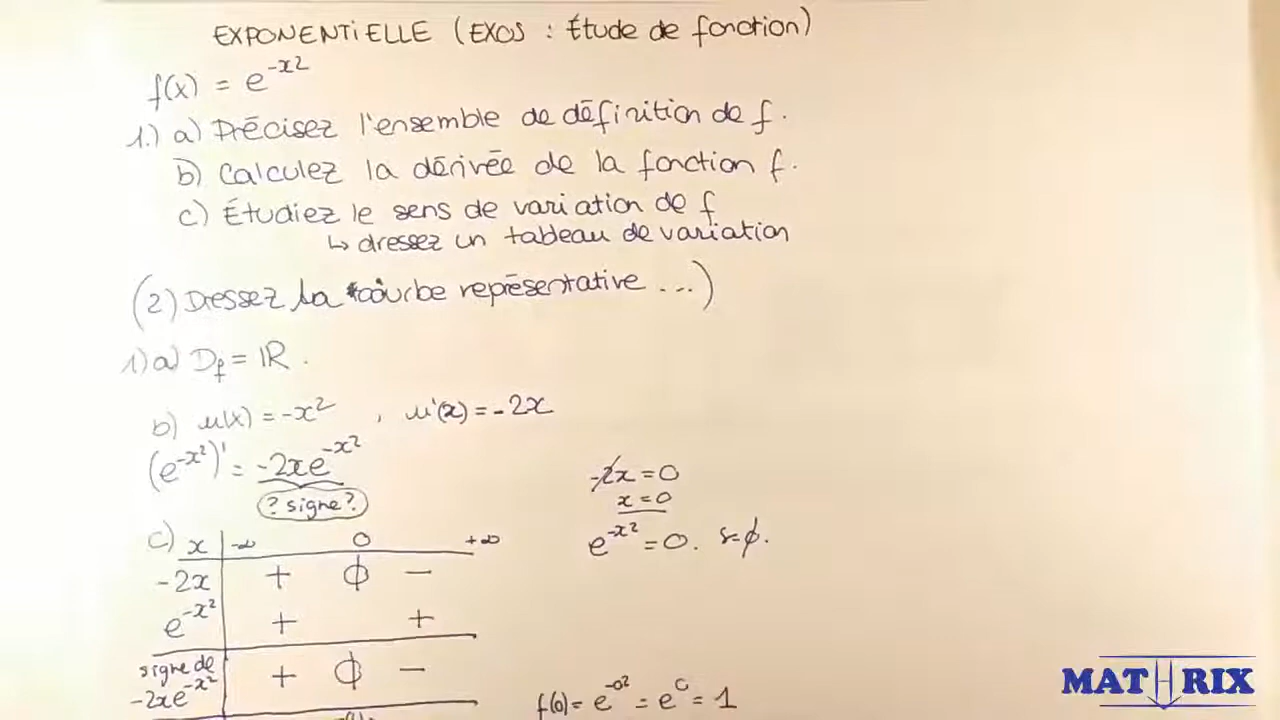 EXPONENTIELLE (EXOS : Étude de fonction)
f(x) = e^{-x²}
1.) a) Précisez l'ensemble de définition de f.
b) Calculez la dérivée de la fonction f.
c) Étudiez le sens de variation de f
↳ dressez un tableau de variation
(2) Dressez la courbe représentative ...)
1) a) D_f = ℝ.
b) u(x) = -x² , u'(x) = -2x
(e^{-x²})' = -2xe^{-x²}
? signe?
-2x = 0
x = 0
e^{-x²} = 0. S=∅.
c) x -∞ 0 +∞
-2x + 0 -
e^{-x²} + +
signe de
-2xe^{-x²} + 0 -
f(0) = e^{-0²} = e^0 = 1
MATHRIX